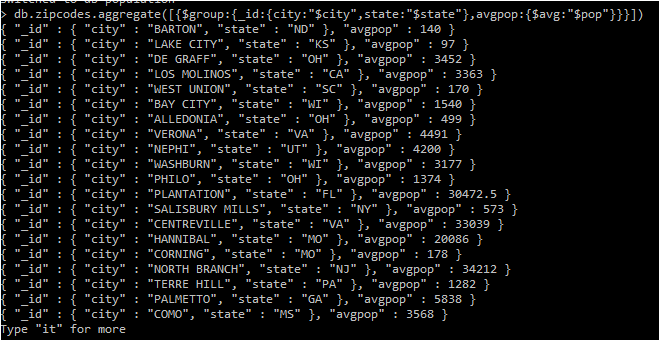 switched to db population
> db.zipcodes.aggregate([{$group:{_id:{city:"$city",state:"$state"},avgpop:{$avg:"$pop"}}}])
{ "_id" : { "city" : "BARTON", "state" : "ND" }, "avgpop" : 140 }
{ "_id" : { "city" : "LAKE CITY", "state" : "KS" }, "avgpop" : 97 }
{ "_id" : { "city" : "DE GRAFF", "state" : "OH" }, "avgpop" : 3452 }
{ "_id" : { "city" : "LOS MOLINOS", "state" : "CA" }, "avgpop" : 3363 }
{ "_id" : { "city" : "WEST UNION", "state" : "SC" }, "avgpop" : 170 }
{ "_id" : { "city" : "BAY CITY", "state" : "WI" }, "avgpop" : 1540 }
{ "_id" : { "city" : "ALLEDONIA", "state" : "OH" }, "avgpop" : 499 }
{ "_id" : { "city" : "VERONA", "state" : "VA" }, "avgpop" : 4491 }
{ "_id" : { "city" : "NEPHI", "state" : "UT" }, "avgpop" : 4200 }
{ "_id" : { "city" : "WASHBURN", "state" : "WI" }, "avgpop" : 3177 }
{ "_id" : { "city" : "PHILO", "state" : "OH" }, "avgpop" : 1374 }
{ "_id" : { "city" : "PLANTATION", "state" : "FL" }, "avgpop" : 30472.5 }
{ "_id" : { "city" : "SALISBURY MILLS", "state" : "NY" }, "avgpop" : 573 }
{ "_id" : { "city" : "CENTREVILLE", "state" : "VA" }, "avgpop" : 33039 }
{ "_id" : { "city" : "HANNIBAL", "state" : "MO" }, "avgpop" : 20086 }
{ "_id" : { "city" : "CORNING", "state" : "MO" }, "avgpop" : 178 }
{ "_id" : { "city" : "NORTH BRANCH", "state" : "NJ" }, "avgpop" : 34212 }
{ "_id" : { "city" : "TERRE HILL", "state" : "PA" }, "avgpop" : 1282 }
{ "_id" : { "city" : "PALMETTO", "state" : "GA" }, "avgpop" : 5838 }
{ "_id" : { "city" : "COMO", "state" : "MS" }, "avgpop" : 3568 }
Type "it" for more